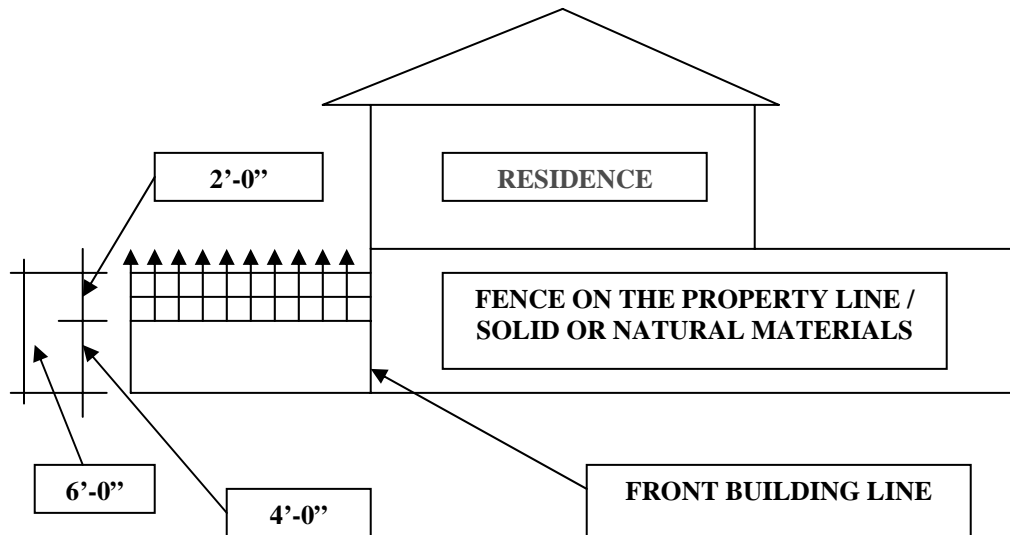 2’-0”
RESIDENCE
FENCE ON THE PROPERTY LINE /
SOLID OR NATURAL MATERIALS
6’-0”
4’-0”
FRONT BUILDING LINE